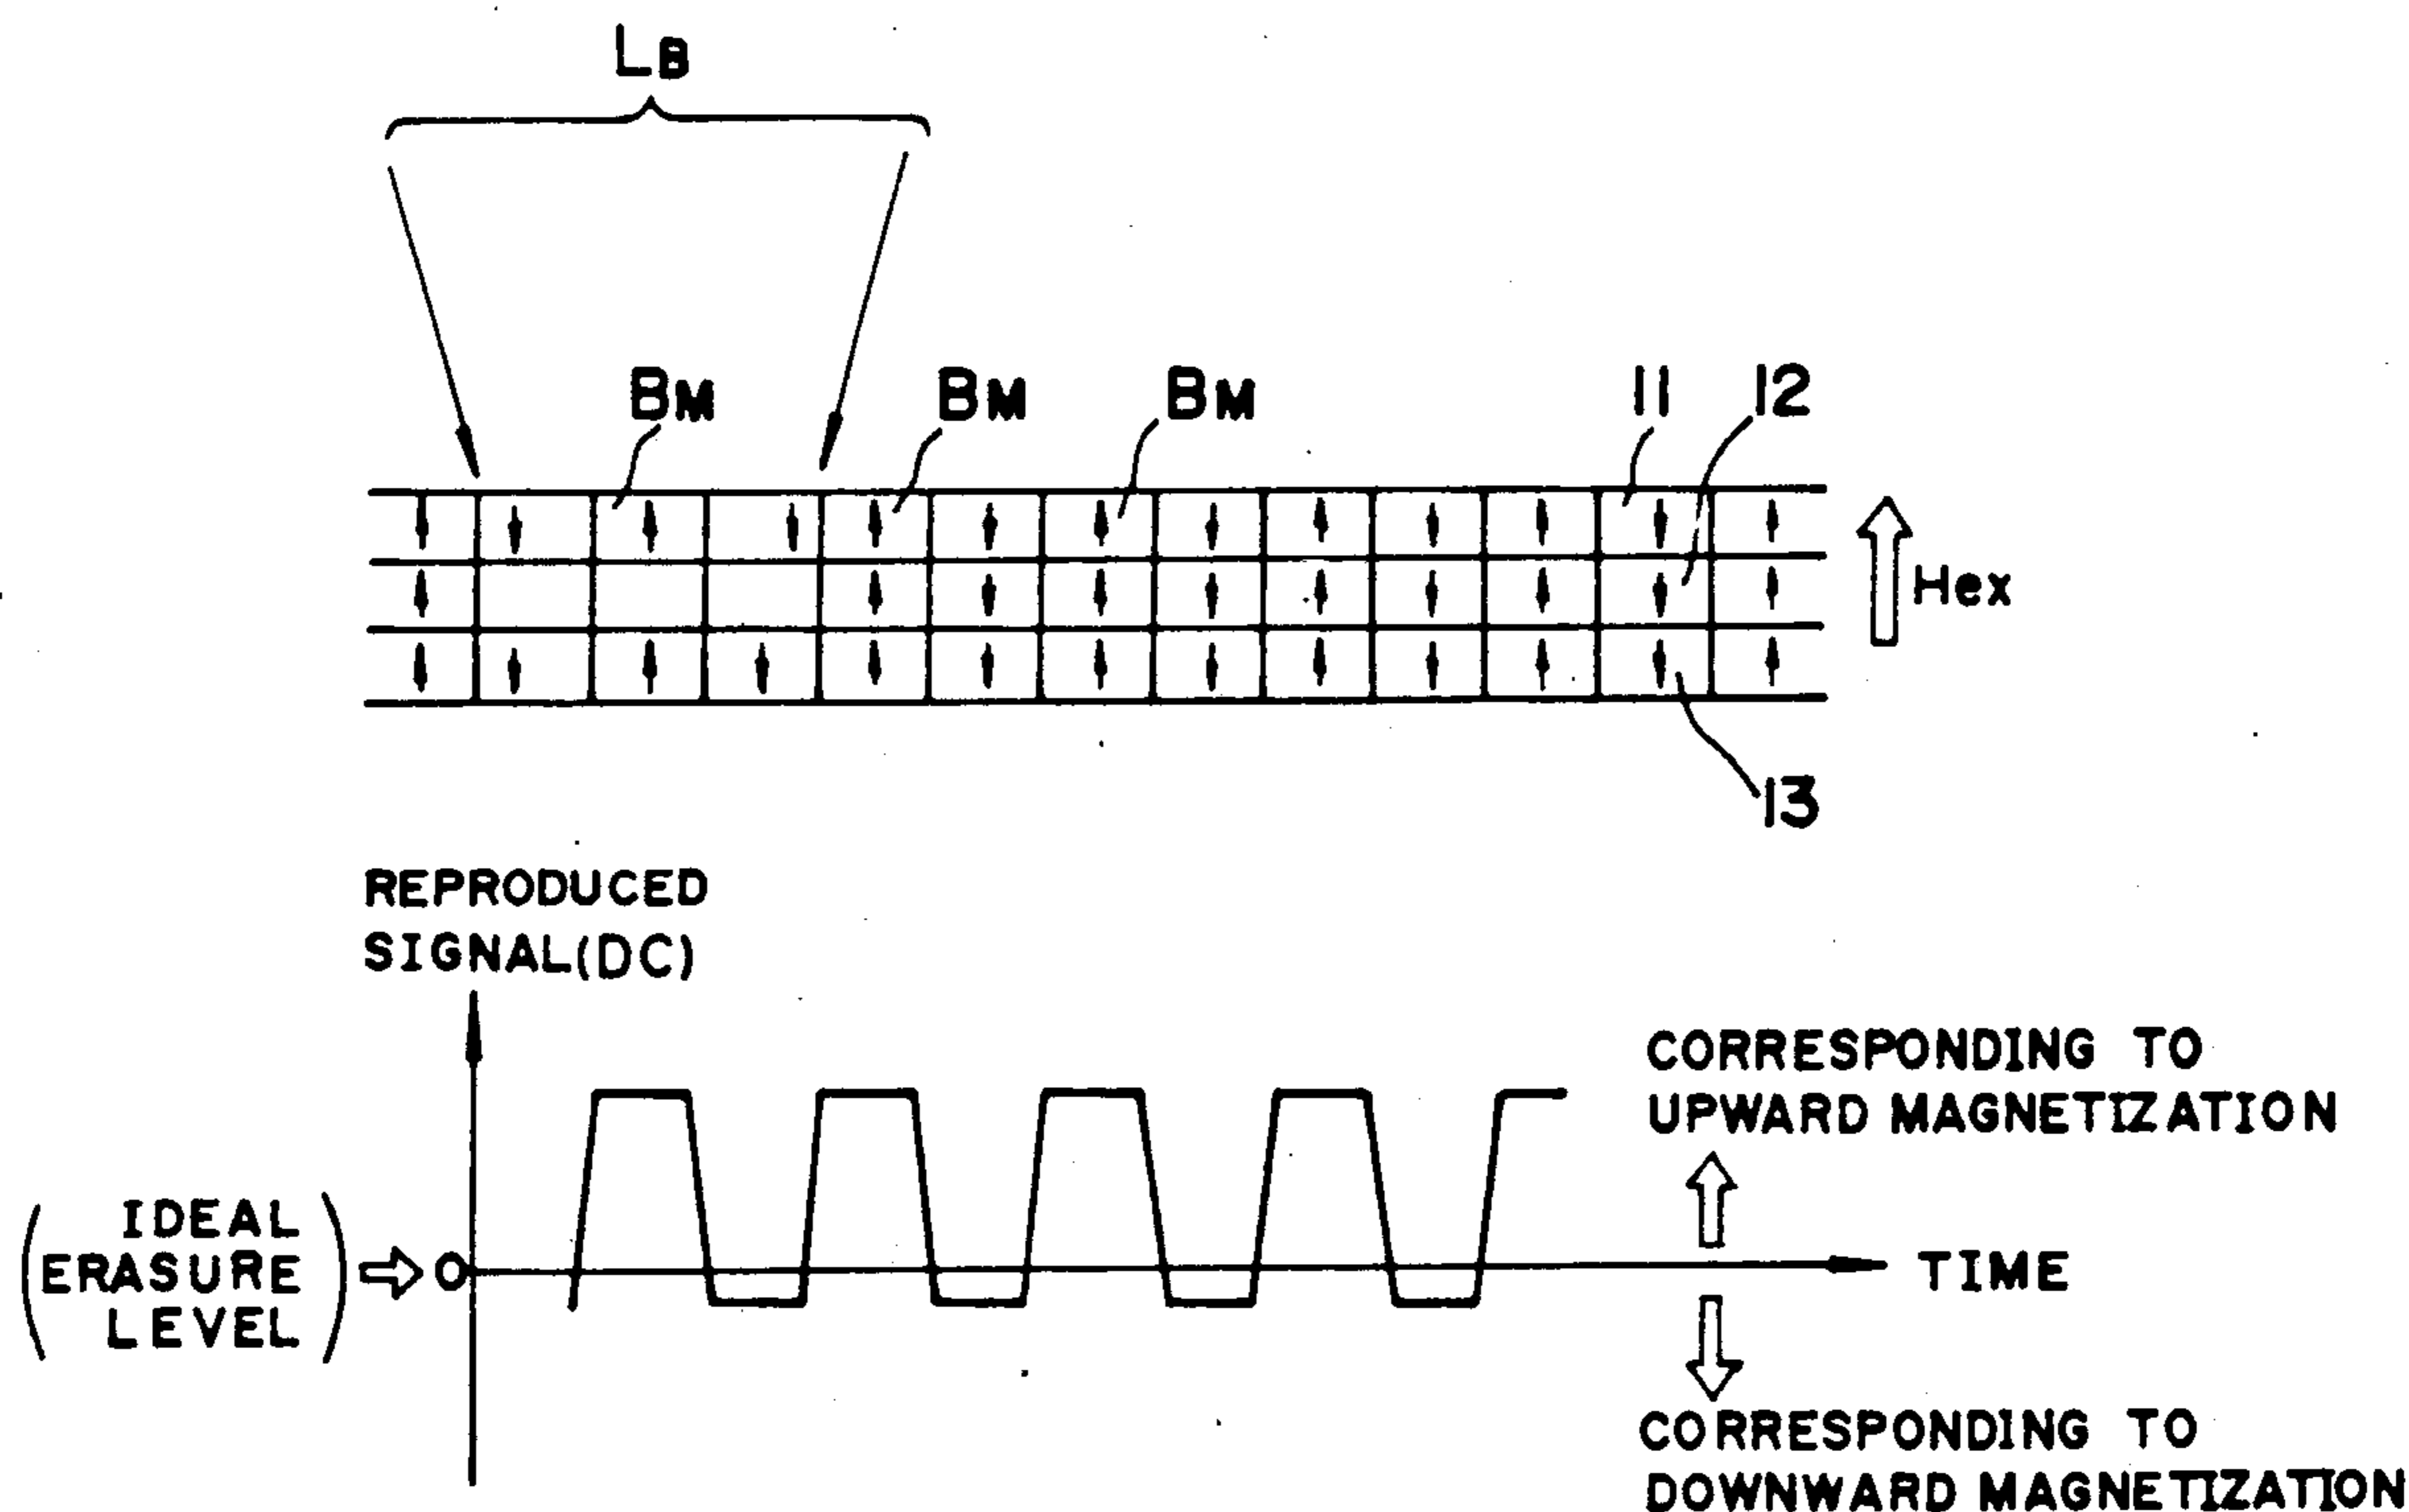 LB
BM BM BM 11 12
Hex
13
REPRODUCED
SIGNAL(DC)
CORRESPONDING TO
UPWARD MAGNETIZATION
(IDEAL
ERASURE
LEVEL)
0
TIME
CORRESPONDING TO
DOWNWARD MAGNETIZATION